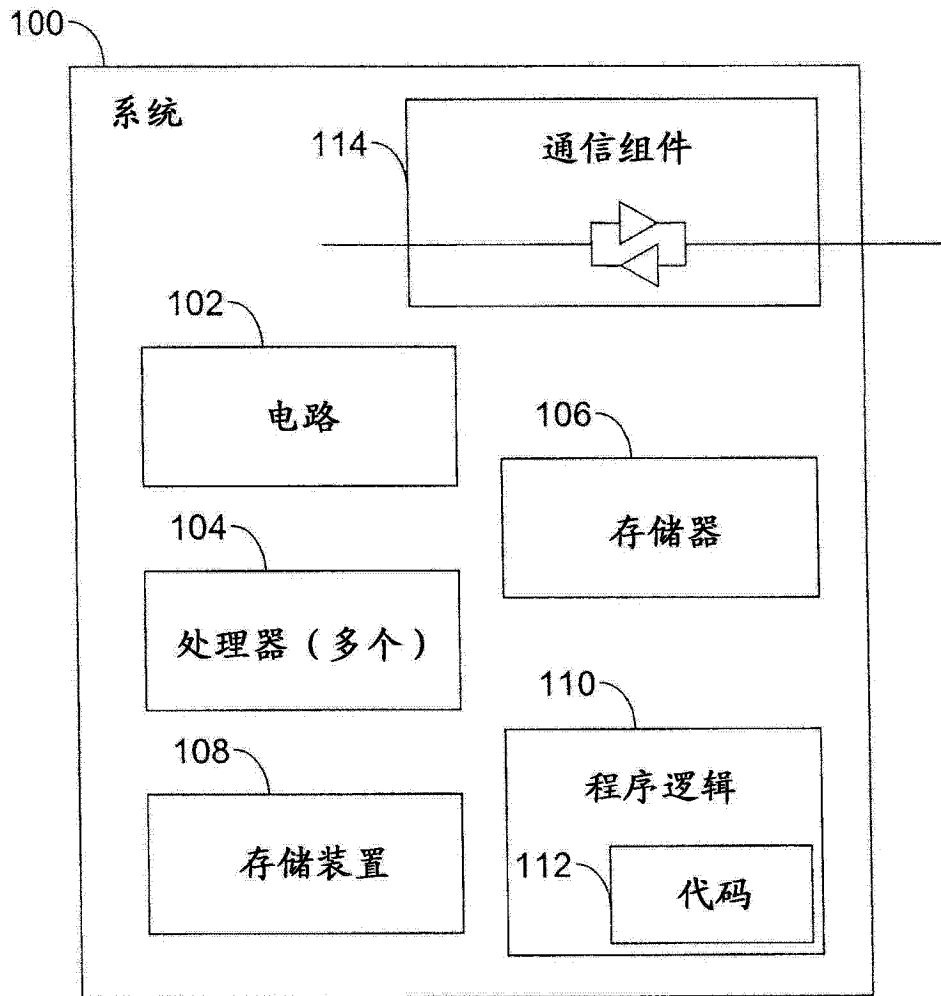 100
系统
114
通信组件
102
电路
106
存储器
104
处理器（多个）
110
程序逻辑
108
存储装置
112
代码